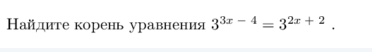 Найдите корень уравнения $3^{3x-4} = 3^{2x+2}$ .